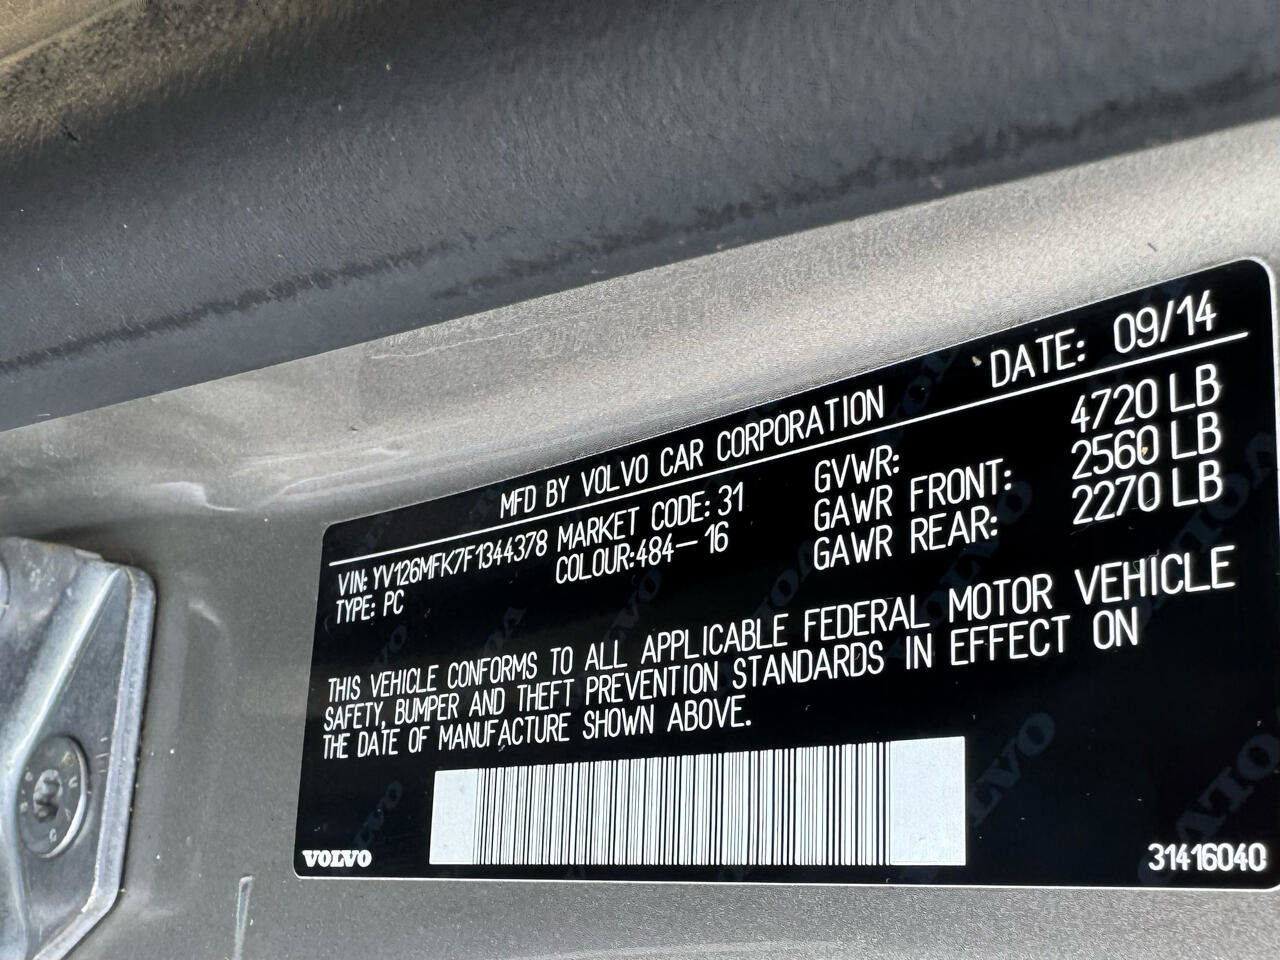 MFD BY VOLVO CAR CORPORATION DATE: 09/14
VIN: YV126MFK7F1344378 MARKET CODE: 31 GVWR: 4720 LB
TYPE: PC COLOUR:484-16 GAWR FRONT: 2560 LB
GAWR REAR: 2270 LB
THIS VEHICLE CONFORMS TO ALL APPLICABLE FEDERAL MOTOR VEHICLE
SAFETY, BUMPER AND THEFT PREVENTION STANDARDS IN EFFECT ON
THE DATE OF MANUFACTURE SHOWN ABOVE.
VOLVO 31416040